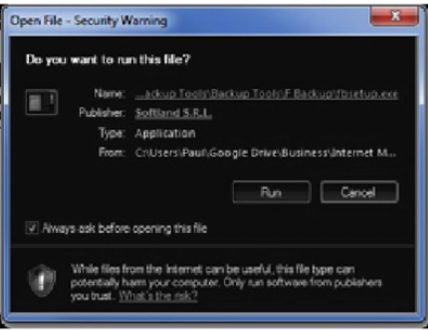 Open File - Security Warning
Do you want to run this file?
Name: ...ackup Tools\Backup Tools\F Backup\fbsetup.exe
Publisher: Softland S.R.L.
Type: Application
From: C:\Users\Paul\Google Drive\Business\Internet M...
Run Cancel
Always ask before opening this file
While files from the Internet can be useful, this file type can
potentially harm your computer. Only run software from publishers
you trust. What's the risk?